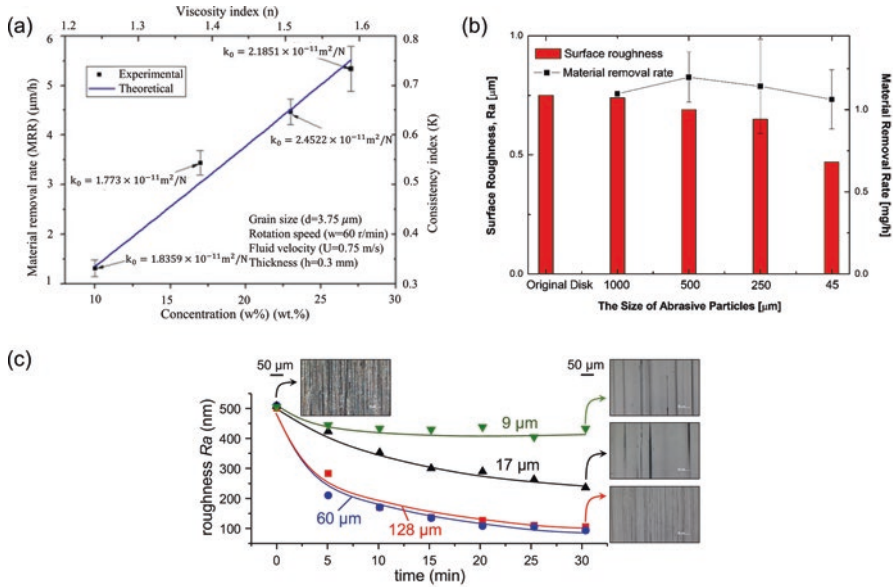 (a)
Viscosity index (n)
1.2 1.3 1.4 1.5 1.6
Material removal rate (MRR) (μm/h)
6
5
4
3
2
1
Experimental
Theoretical
k₀ = 2.1851 × 10⁻¹¹m²/N
k₀ = 2.4522 × 10⁻¹¹m²/N
k₀ = 1.773 × 10⁻¹¹m²/N
k₀ = 1.8359 × 10⁻¹¹m²/N
Grain size (d=3.75 μm)
Rotation speed (w=60 r/min)
Fluid velocity (U=0.75 m/s)
Thickness (h=0.3 mm)
0.8
0.7
0.6
0.5
0.4
0.3
Consistency index (K)
10 15 20 25 30
Concentration (w%) (wt.%)
(b)
Surface Roughness, Ra [μm]
1.0
0.5
0.0
Surface roughness
Material removal rate
1.0
0.5
0.0
Material Removal Rate [mg/h]
Original Disk 1000 500 250 45
The Size of Abrasive Particles [μm]
(c)
50 μm
50 μm
roughness Ra (nm)
500
400
300
200
100
9 μm
17 μm
60 μm
128 μm
0 5 10 15 20 25 30
time (min)